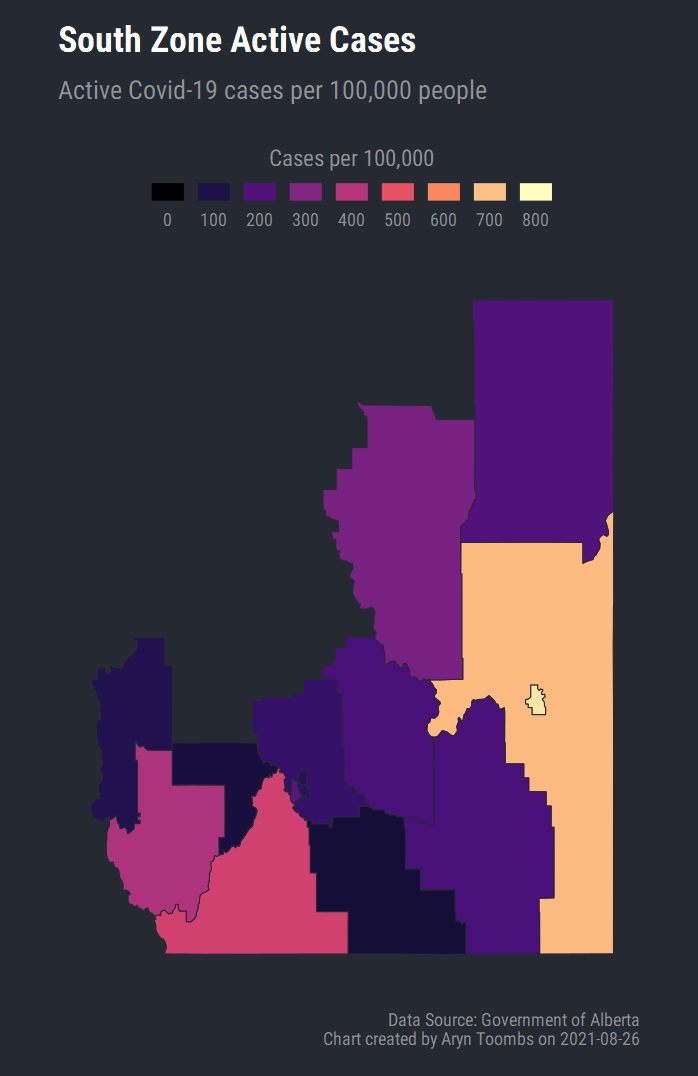 South Zone Active Cases
Active Covid-19 cases per 100,000 people
Cases per 100,000
0 100 200 300 400 500 600 700 800
Data Source: Government of Alberta
Chart created by Aryn Toombs on 2021-08-26